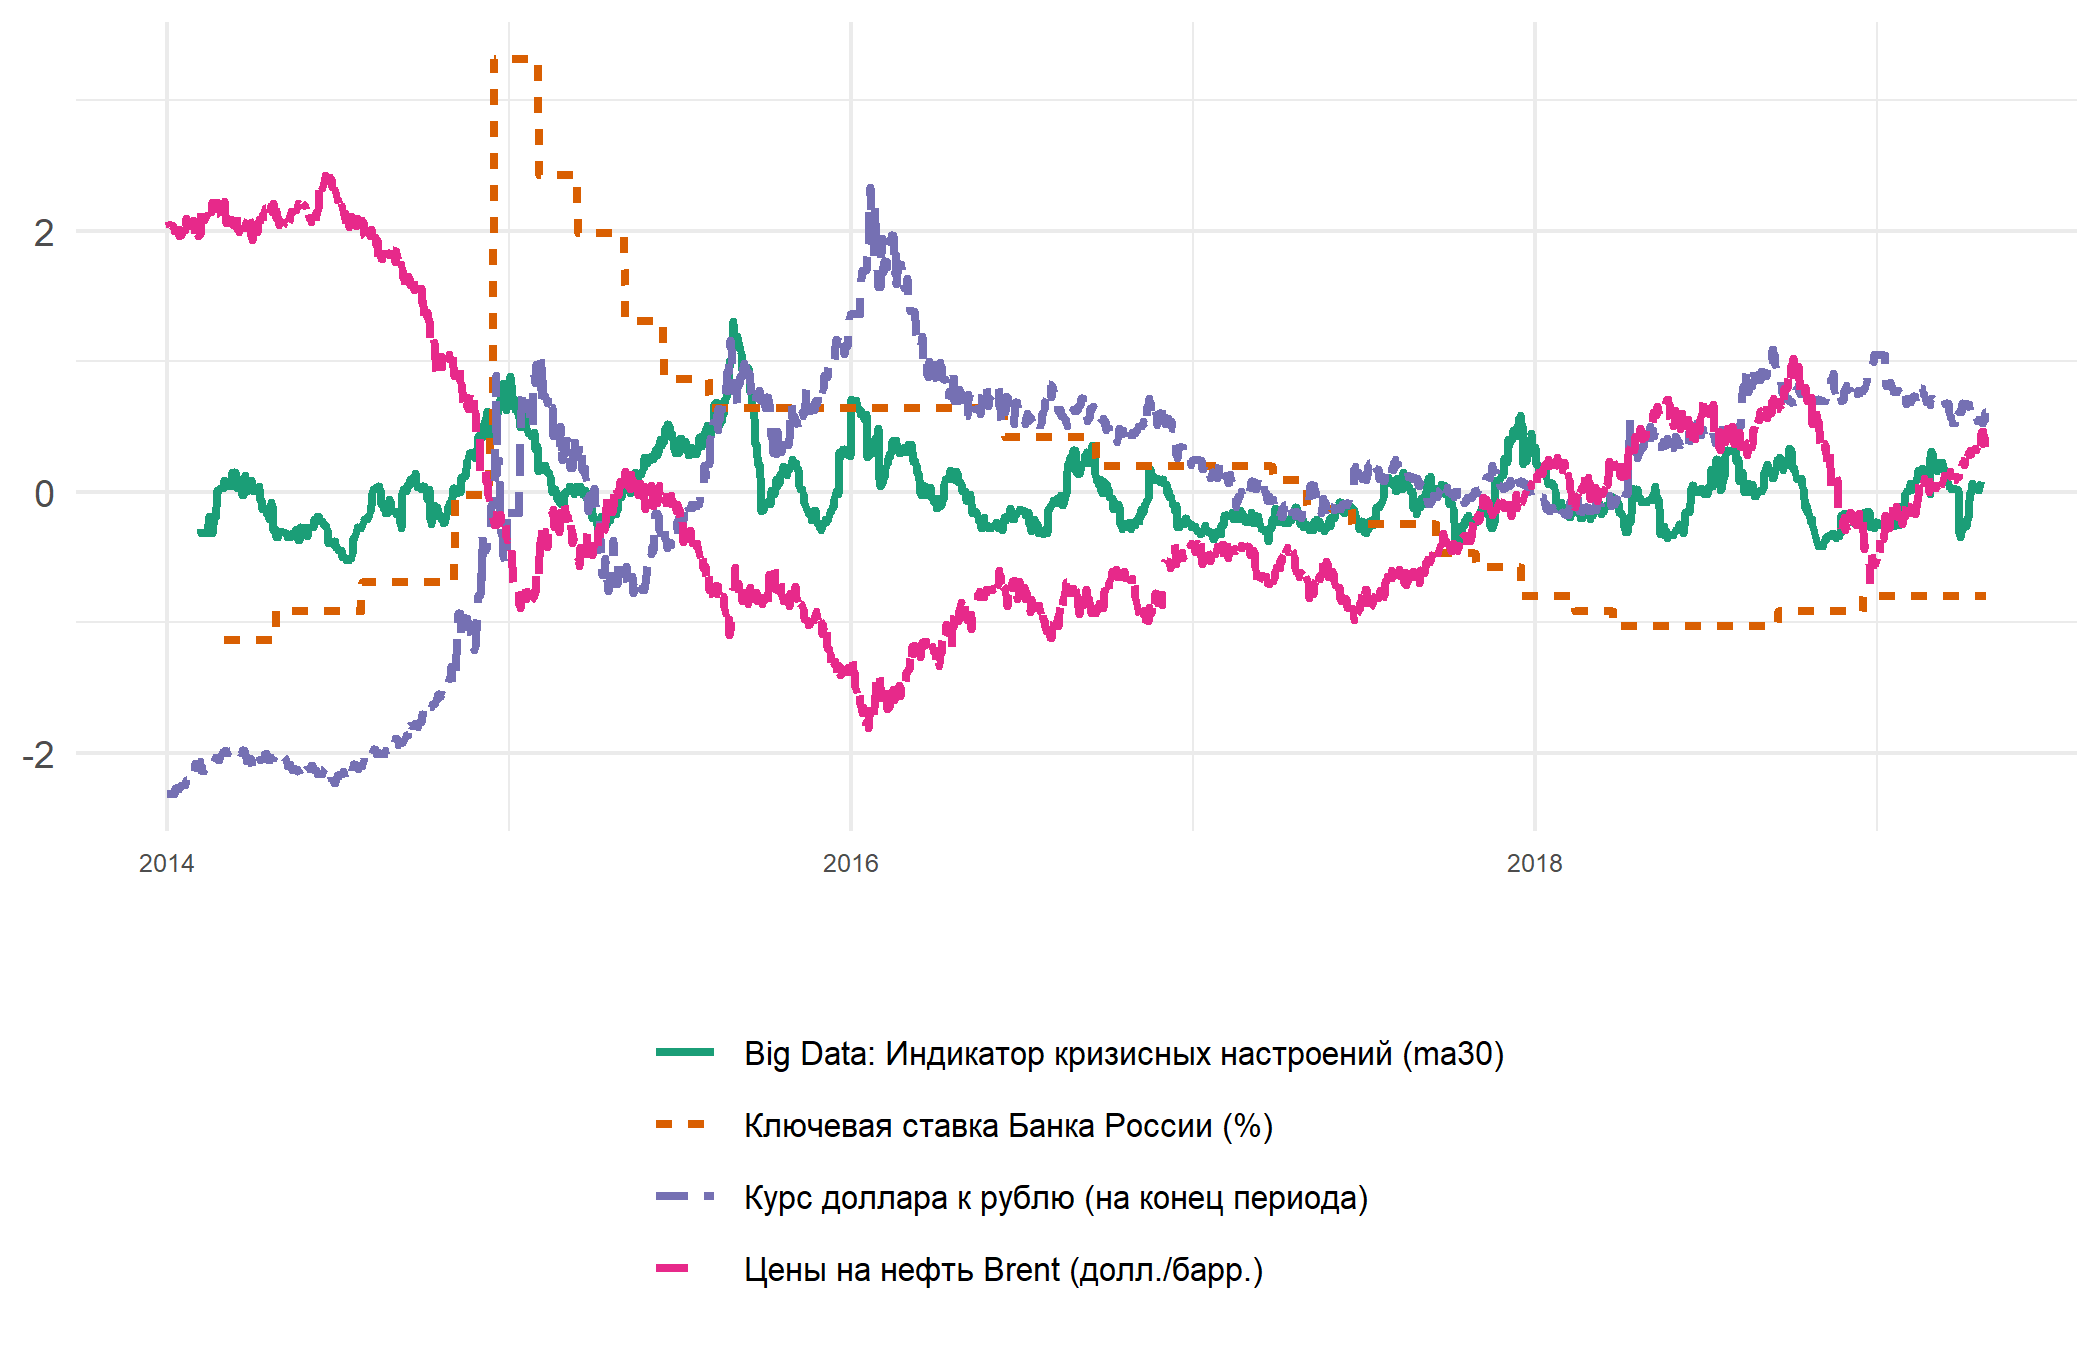 2
0
-2
2014 2016 2018
Big Data: Индикатор кризисных настроений (ma30)
Ключевая ставка Банка России (%)
Курс доллара к рублю (на конец периода)
Цены на нефть Brent (долл./барр.)